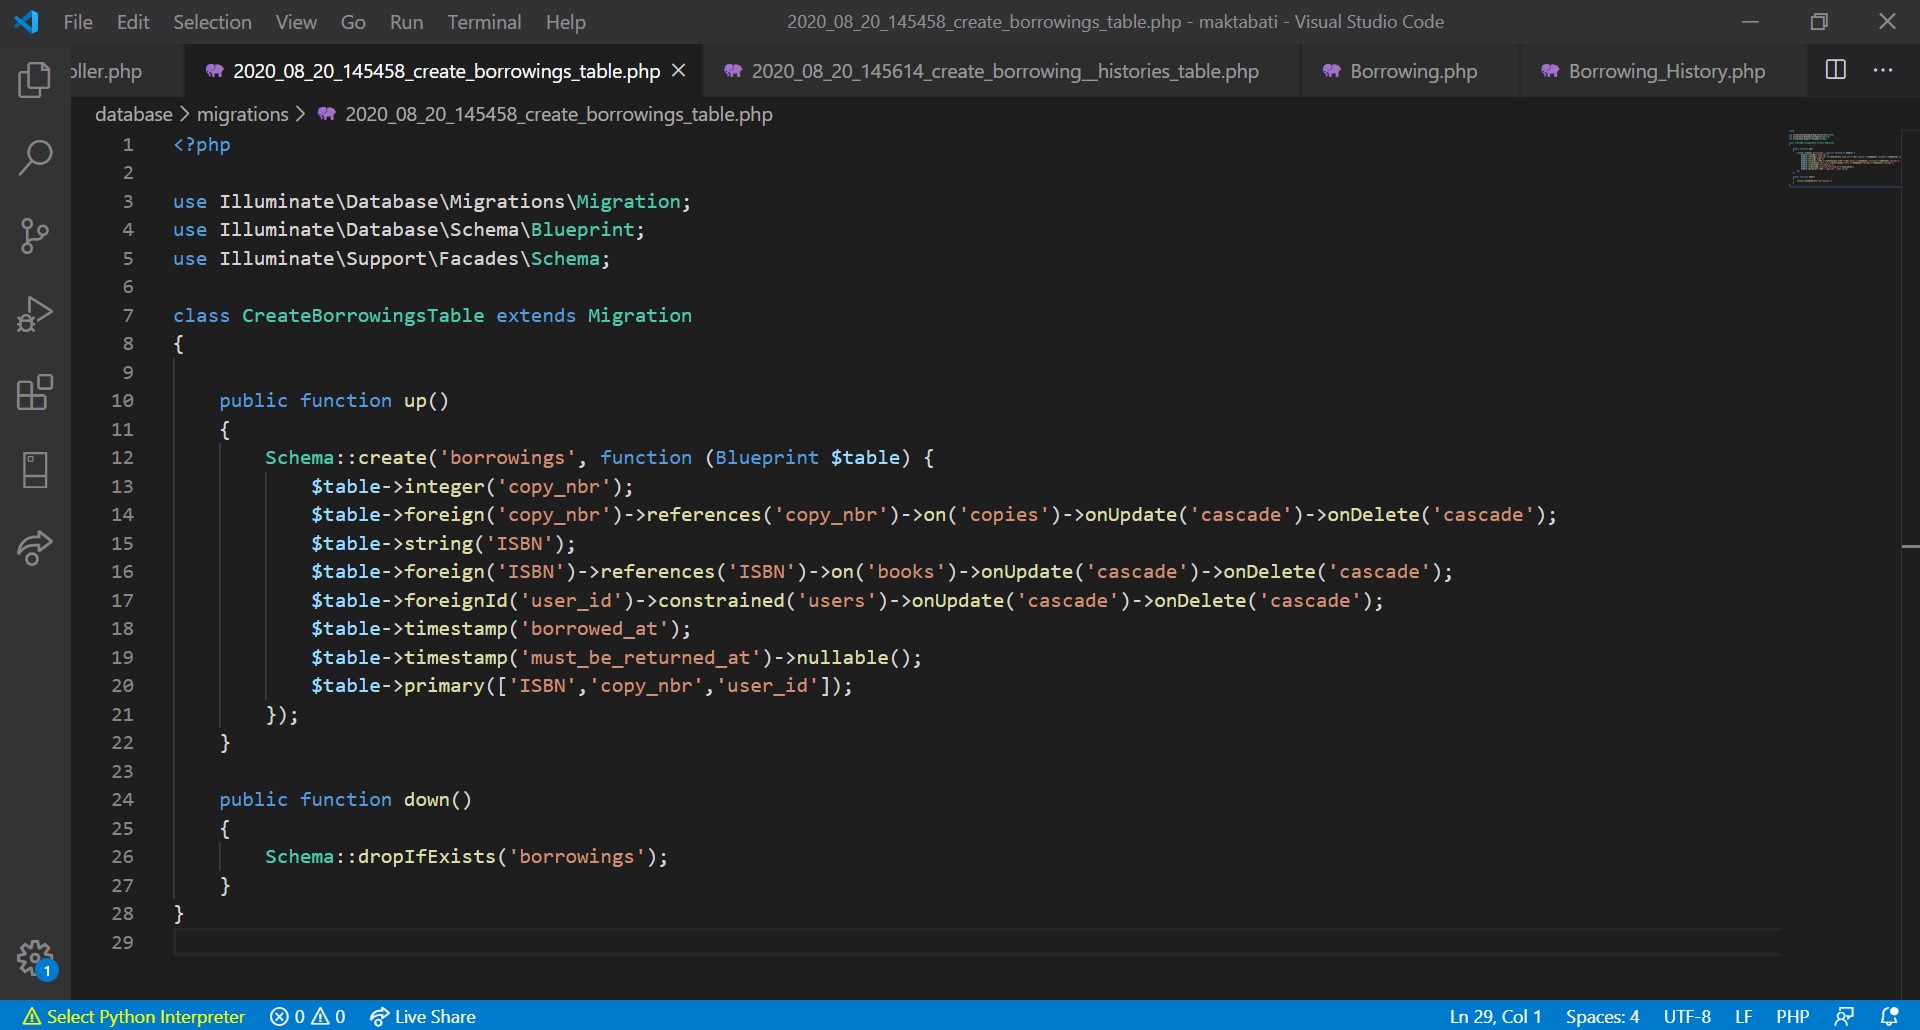 File Edit Selection View Go Run Terminal Help 2020_08_20_145458_create_borrowings_table.php - maktabati - Visual Studio Code
oller.php 2020_08_20_145458_create_borrowings_table.php 2020_08_20_145614_create_borrowing__histories_table.php Borrowing.php Borrowing_History.php
database > migrations > 2020_08_20_145458_create_borrowings_table.php
1 <?php
2
3 use Illuminate\Database\Migrations\Migration;
4 use Illuminate\Database\Schema\Blueprint;
5 use Illuminate\Support\Facades\Schema;
6
7 class CreateBorrowingsTable extends Migration
8 {
9
10 public function up()
11 {
12 Schema::create('borrowings', function (Blueprint $table) {
13 $table->integer('copy_nbr');
14 $table->foreign('copy_nbr')->references('copy_nbr')->on('copies')->onUpdate('cascade')->onDelete('cascade');
15 $table->string('ISBN');
16 $table->foreign('ISBN')->references('ISBN')->on('books')->onUpdate('cascade')->onDelete('cascade');
17 $table->foreignId('user_id')->constrained('users')->onUpdate('cascade')->onDelete('cascade');
18 $table->timestamp('borrowed_at');
19 $table->timestamp('must_be_returned_at')->nullable();
20 $table->primary(['ISBN','copy_nbr','user_id']);
21 });
22 }
23
24 public function down()
25 {
26 Schema::dropIfExists('borrowings');
27 }
28 }
29
1
Select Python Interpreter 0 0 Live Share Ln 29, Col 1 Spaces: 4 UTF-8 LF PHP